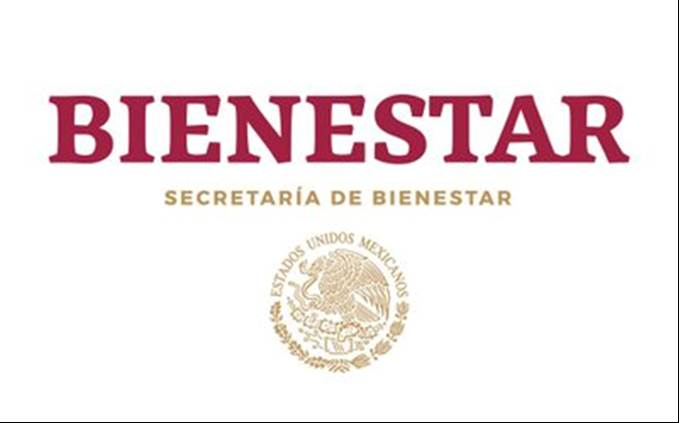 BIENESTAR
SECRETARÍA DE BIENESTAR
ESTADOS UNIDOS MEXICANOS